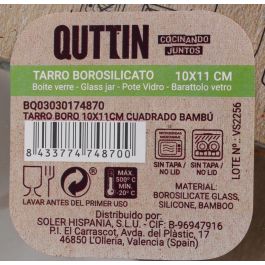 QUTTIN
COCINANDO
JUNTOS
TARRO BOROSILICATO 10X11 CM
Boite verre - Glass jar - Pote Vidro - Barattolo vetro
BQ03030174870
TARRO BORO 10X11CM CUADRADO BAMBÚ
8 433774 748700
MAX
500°C
MIN
-20°C
SIN TAPA/
NO LID
SIN TAPA/
NO LID
LAVAR ANTES DEL PRIMER USO
MATERIAL:
BOROSILICATE GLASS,
SILICONE, BAMBOO
LOTE Nº: VS2256
Distribuido por:
SOLER HISPANIA, S.L.U. - CIF: B-96947916
P.I. El Carrascot, Avda. del Plàstic, 17
46850 L'Olleria, Valencia (Spain)